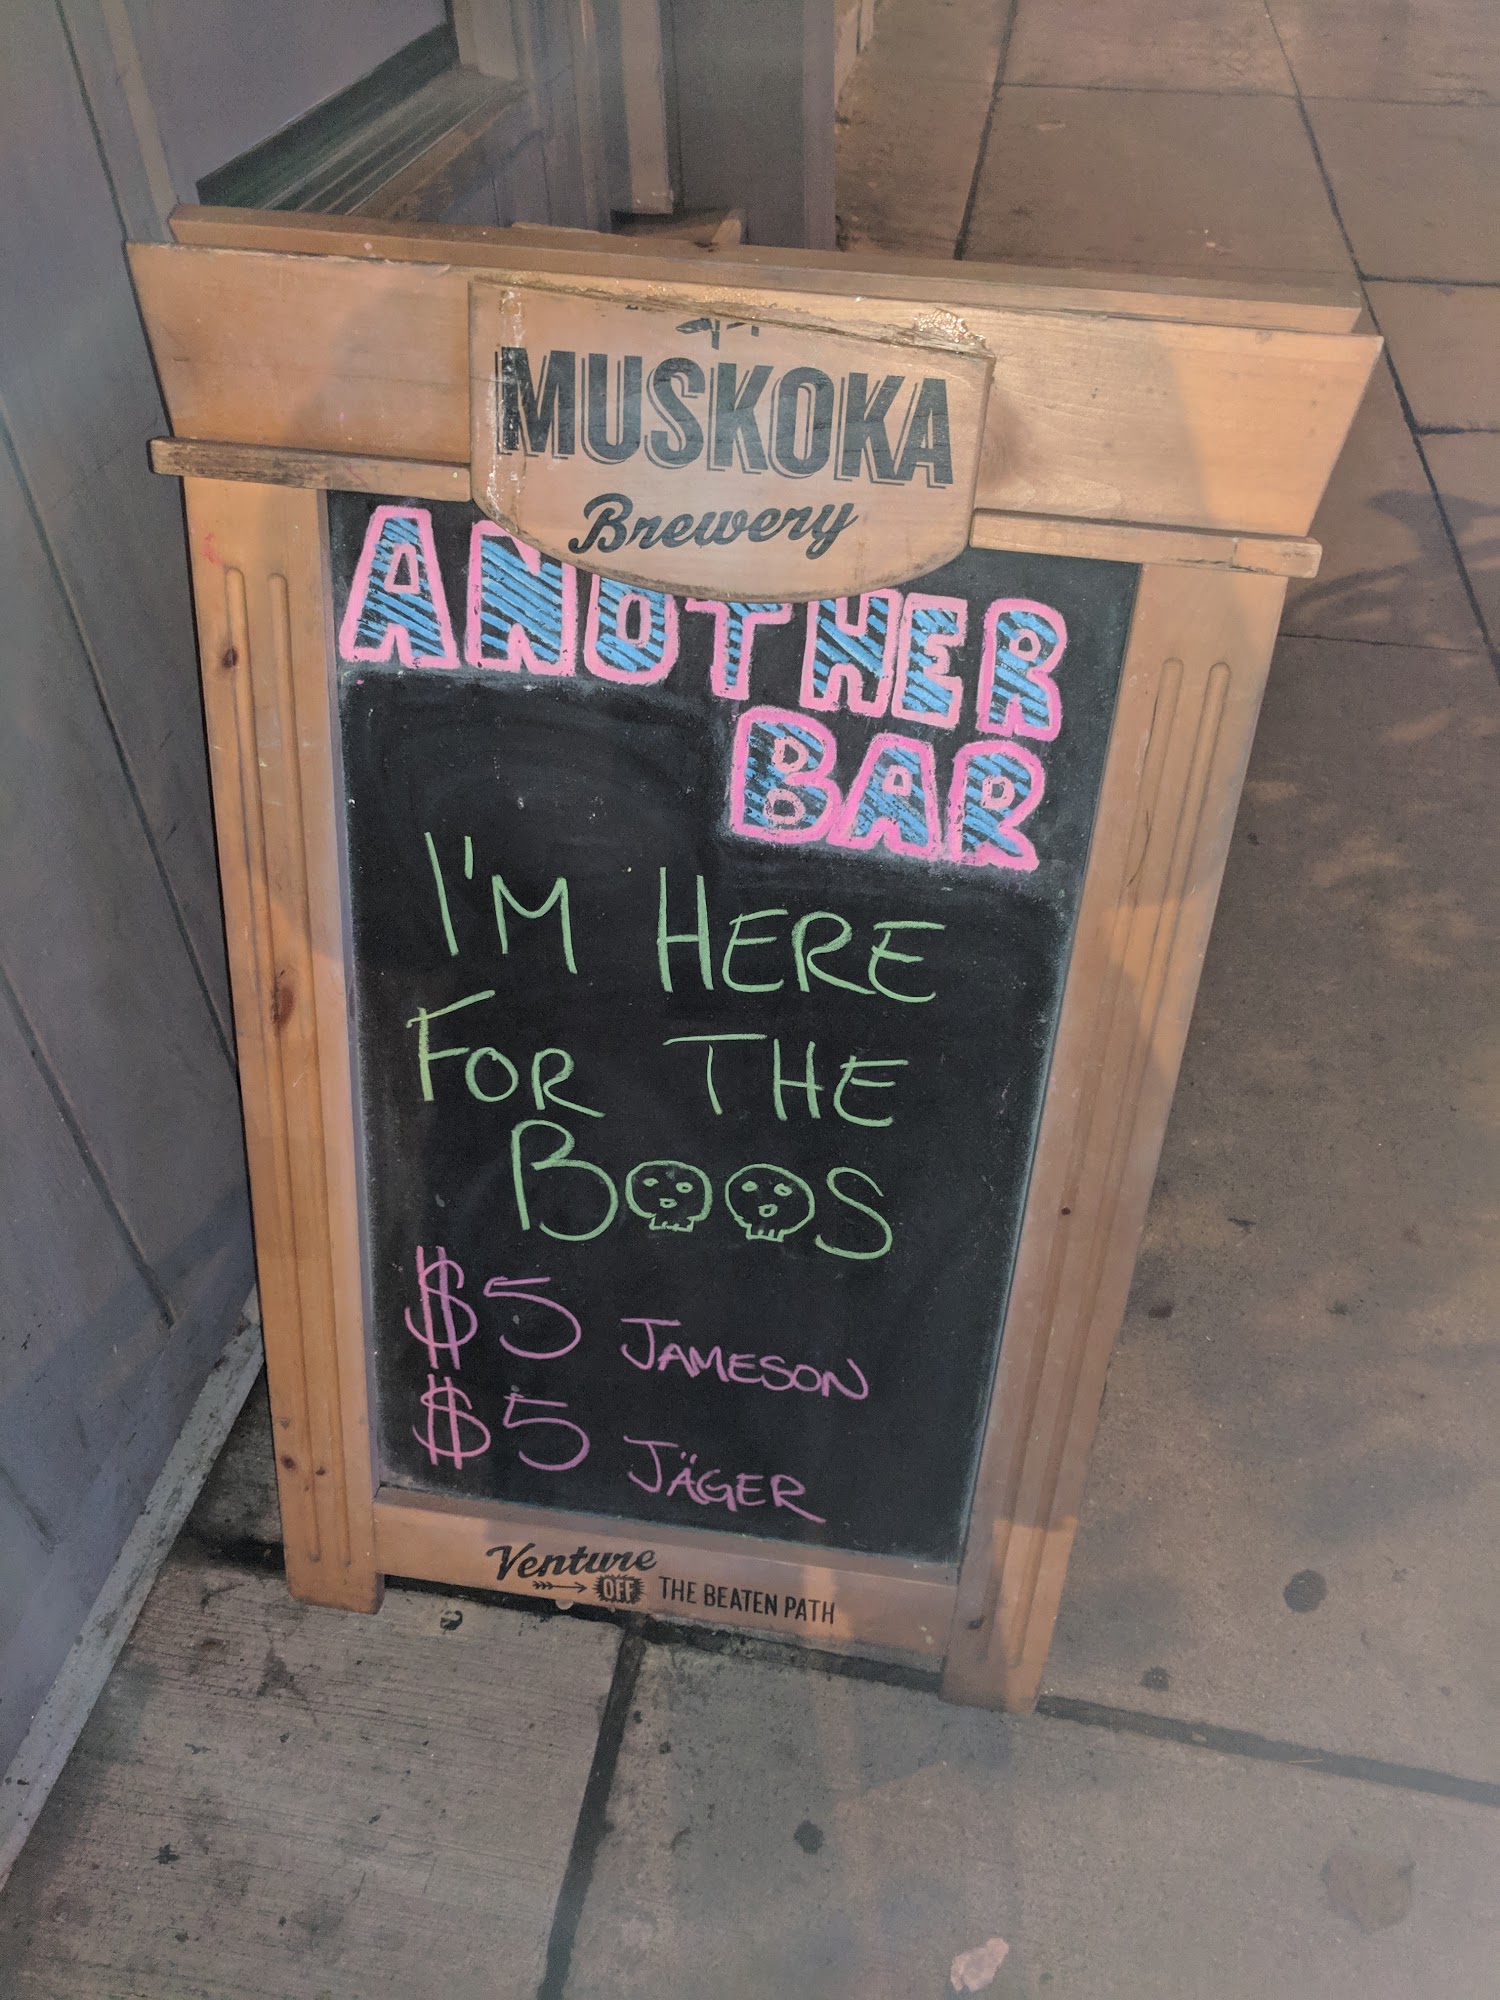 MUSKOKA
Brewery
ANOTHER
BAR
I'M HERE
FOR THE
BOOS
$5 JAMESON
$5 JÄGER
Venture
OFF THE BEATEN PATH